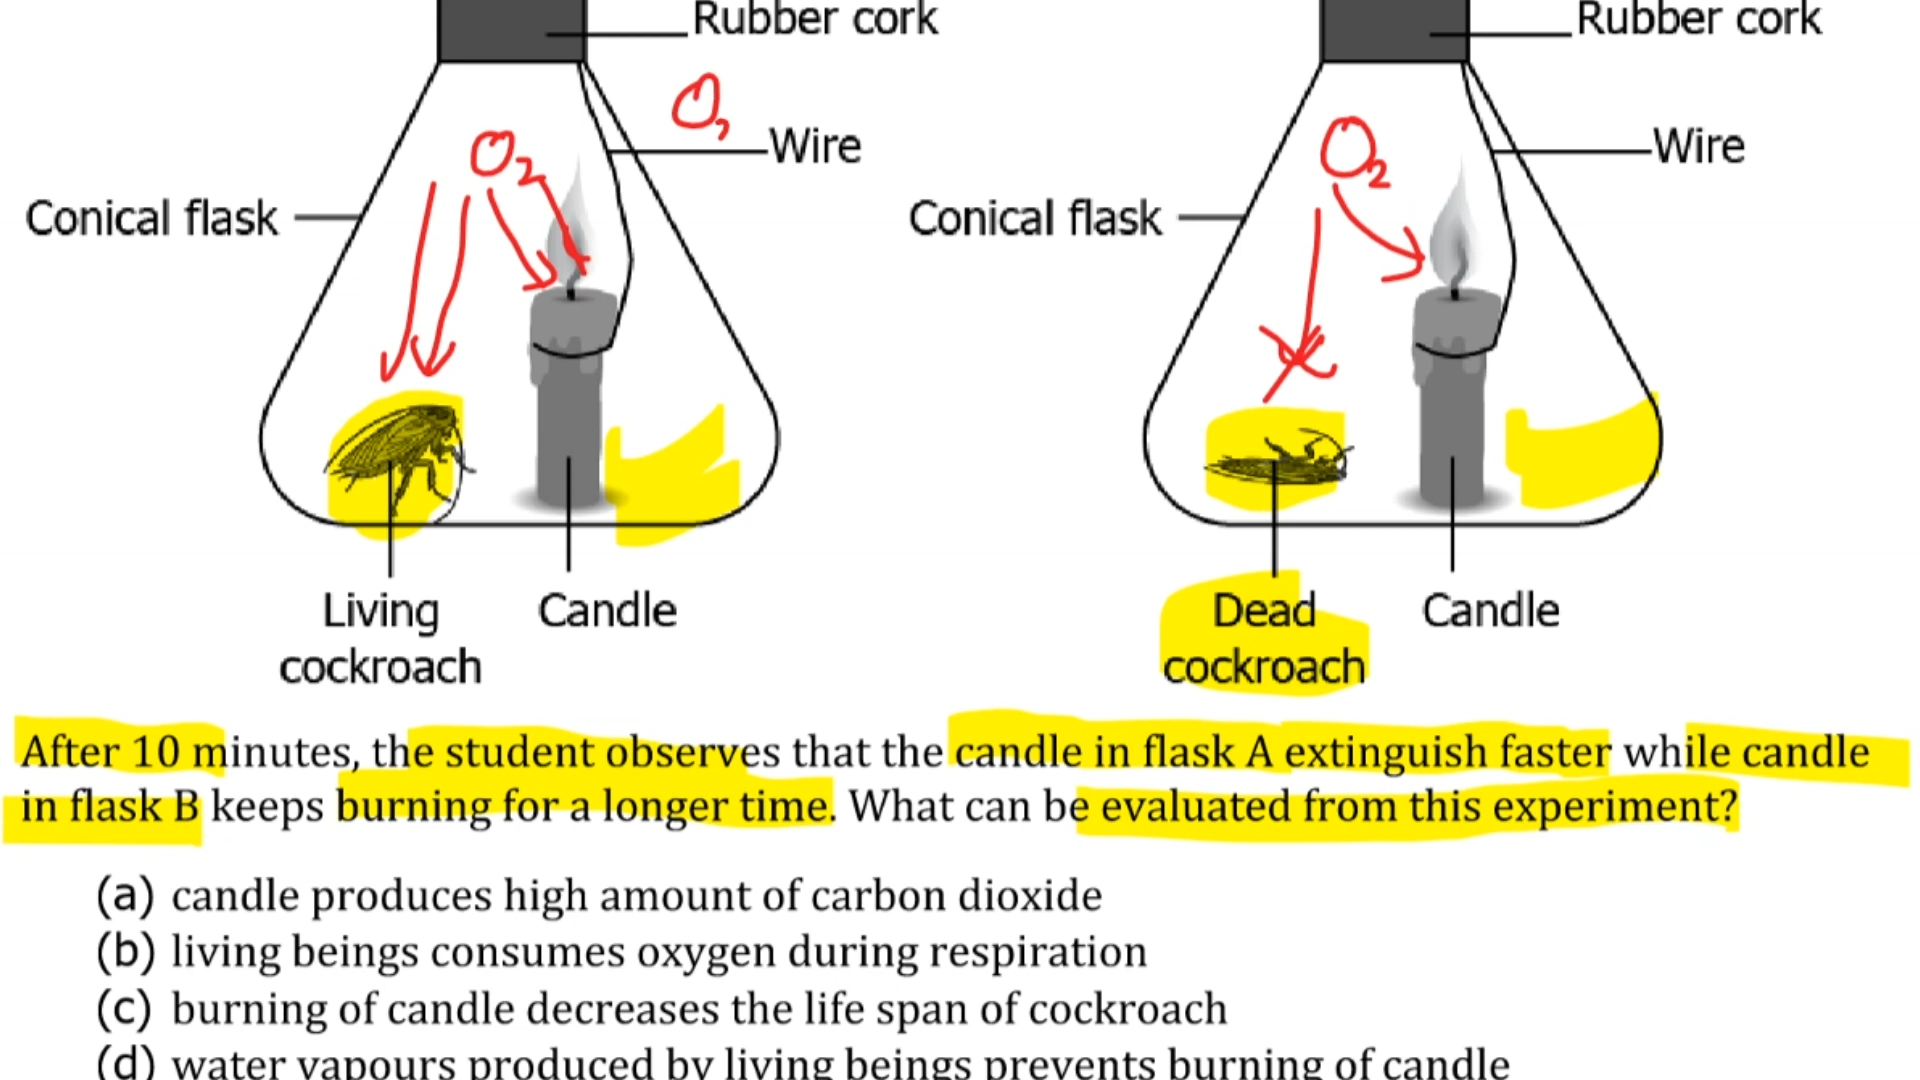 Rubber cork
Rubber cork
O,
O2
O2
Wire
Wire
Conical flask
Conical flask
Living cockroach
Candle
Dead cockroach
Candle
After 10 minutes, the student observes that the candle in flask A extinguish faster while candle
in flask B keeps burning for a longer time. What can be evaluated from this experiment?
(a) candle produces high amount of carbon dioxide
(b) living beings consumes oxygen during respiration
(c) burning of candle decreases the life span of cockroach
(d) water vapours produced by living beings prevents burning of candle